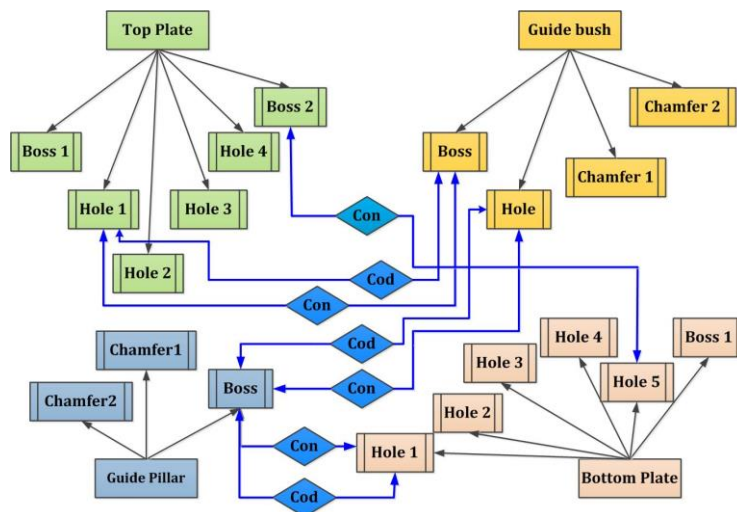 Top Plate
Guide bush
Boss 2
Chamfer 2
Boss 1
Hole 4
Boss
Chamfer 1
Hole 1
Hole 3
Con
Hole
Hole 2
Cod
Con
Chamfer1
Cod
Hole 4
Boss 1
Hole 3
Chamfer2
Boss
Con
Hole 5
Hole 2
Con
Hole 1
Guide Pillar
Cod
Bottom Plate